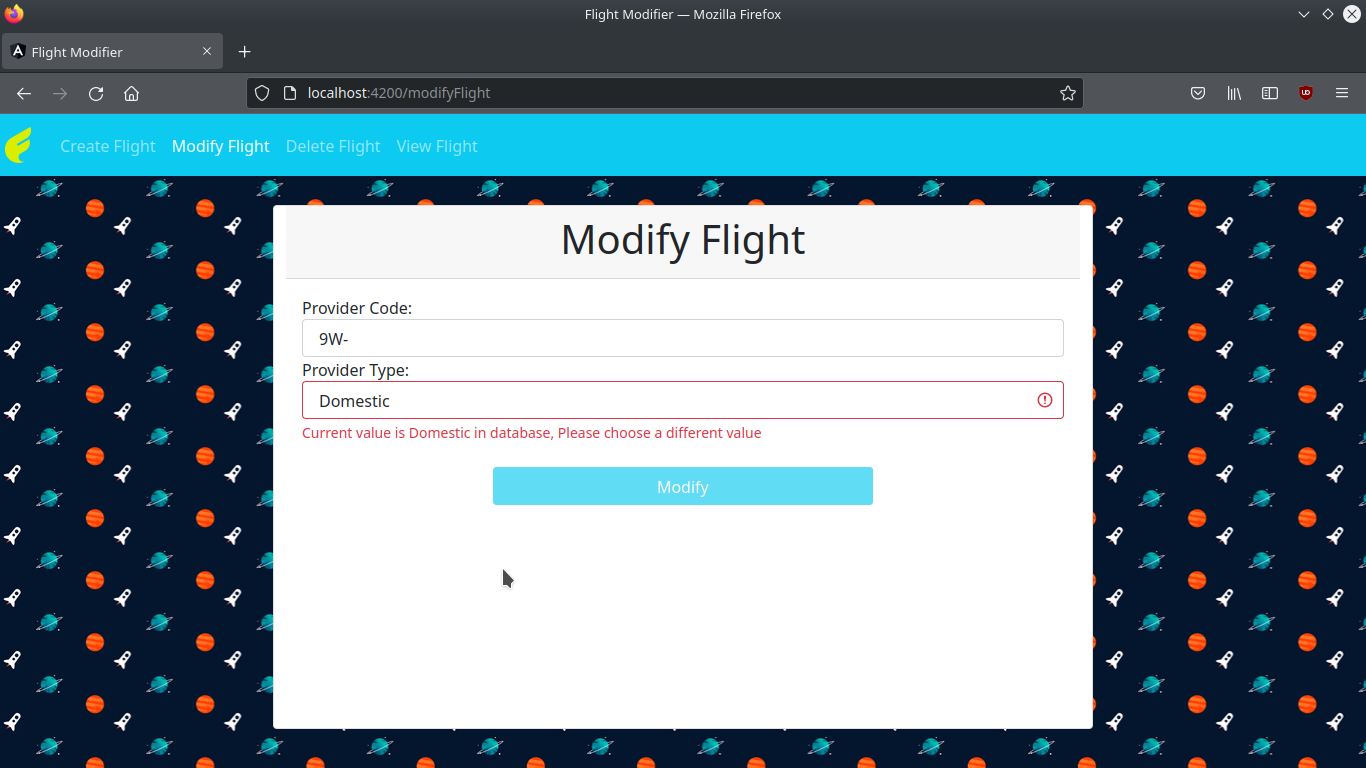 Flight Modifier — Mozilla Firefox
Flight Modifier
localhost:4200/modifyFlight
Create Flight Modify Flight Delete Flight View Flight
Modify Flight
Provider Code:
9W-
Provider Type:
Domestic
Current value is Domestic in database, Please choose a different value
Modify